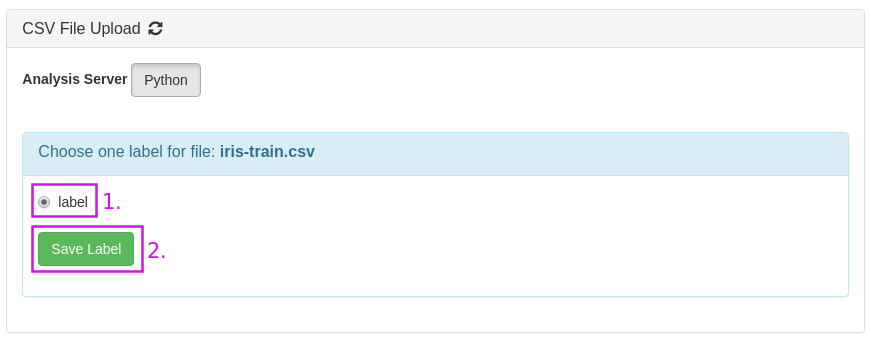 CSV File Upload
Analysis Server Python
Choose one label for file: iris-train.csv
label 1.
Save Label 2.